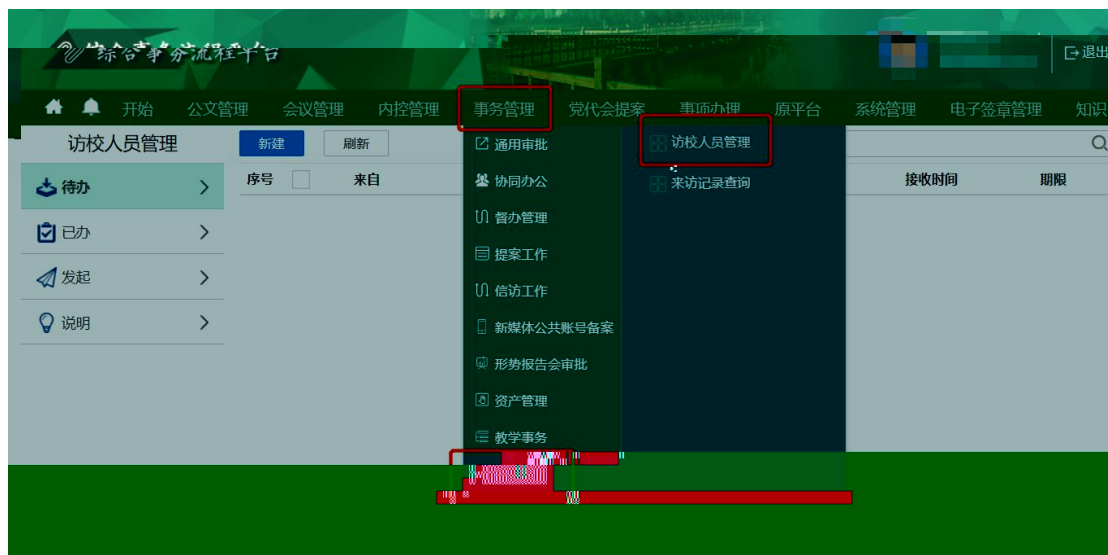 综合事务流程平台
退出
开始 公文管理 会议管理 内控管理 事务管理 党代会提案 事项办理 原平台 系统管理 电子签章管理 知识
访校人员管理
新建 刷新
待办
已办
发起
说明
序号 来自 接收时间 期限
通用审批
协同办公
督办管理
提案工作
信访工作
新媒体公共账号备案
形势报告会审批
资产管理
教学事务
访校人员管理
来访记录查询